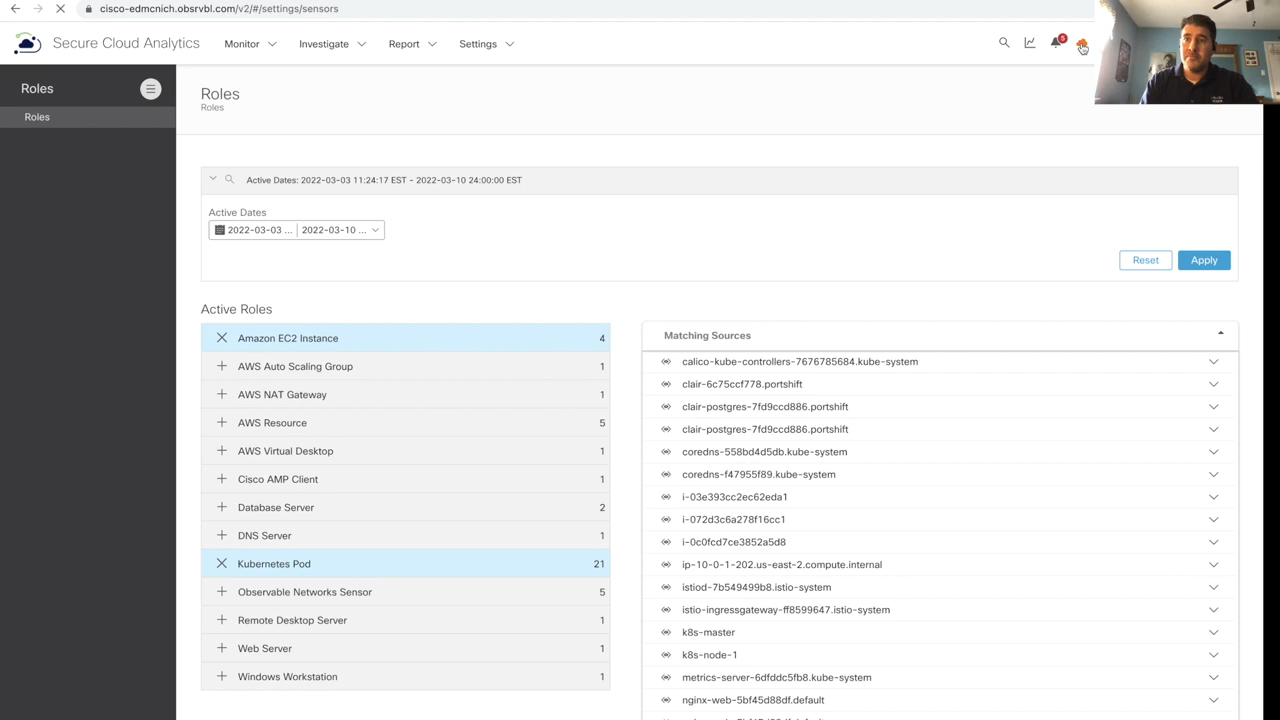 cisco-edmcnich.obsrvbl.com/v2/#/settings/sensors
Secure Cloud Analytics
Monitor
Investigate
Report
Settings
5
Roles
Roles
Roles
Roles
Active Dates: 2022-03-03 11:24:17 EST - 2022-03-10 24:00:00 EST
Active Dates
2022-03-03 ... 2022-03-10 ...
Reset Apply
Active Roles
Amazon EC2 Instance 4
AWS Auto Scaling Group 1
AWS NAT Gateway 1
AWS Resource 5
AWS Virtual Desktop 1
Cisco AMP Client 1
Database Server 2
DNS Server 1
Kubernetes Pod 21
Observable Networks Sensor 5
Remote Desktop Server 1
Web Server 1
Windows Workstation 1
Matching Sources
calico-kube-controllers-7676785684.kube-system
clair-6c75ccf778.portshift
clair-postgres-7fd9ccd886.portshift
clair-postgres-7fd9ccd886.portshift
coredns-558bd4d5db.kube-system
coredns-f47955f89.kube-system
i-03e393cc2ec62eda1
i-072d3c6a278f16cc1
i-0c0fcd7ce3852a5d8
ip-10-0-1-202.us-east-2.compute.internal
istiod-7b549499b8.istio-system
istio-ingressgateway-ff8599647.istio-system
k8s-master
k8s-node-1
metrics-server-6dfddc5fb8.kube-system
nginx-web-5bf45d88df.default